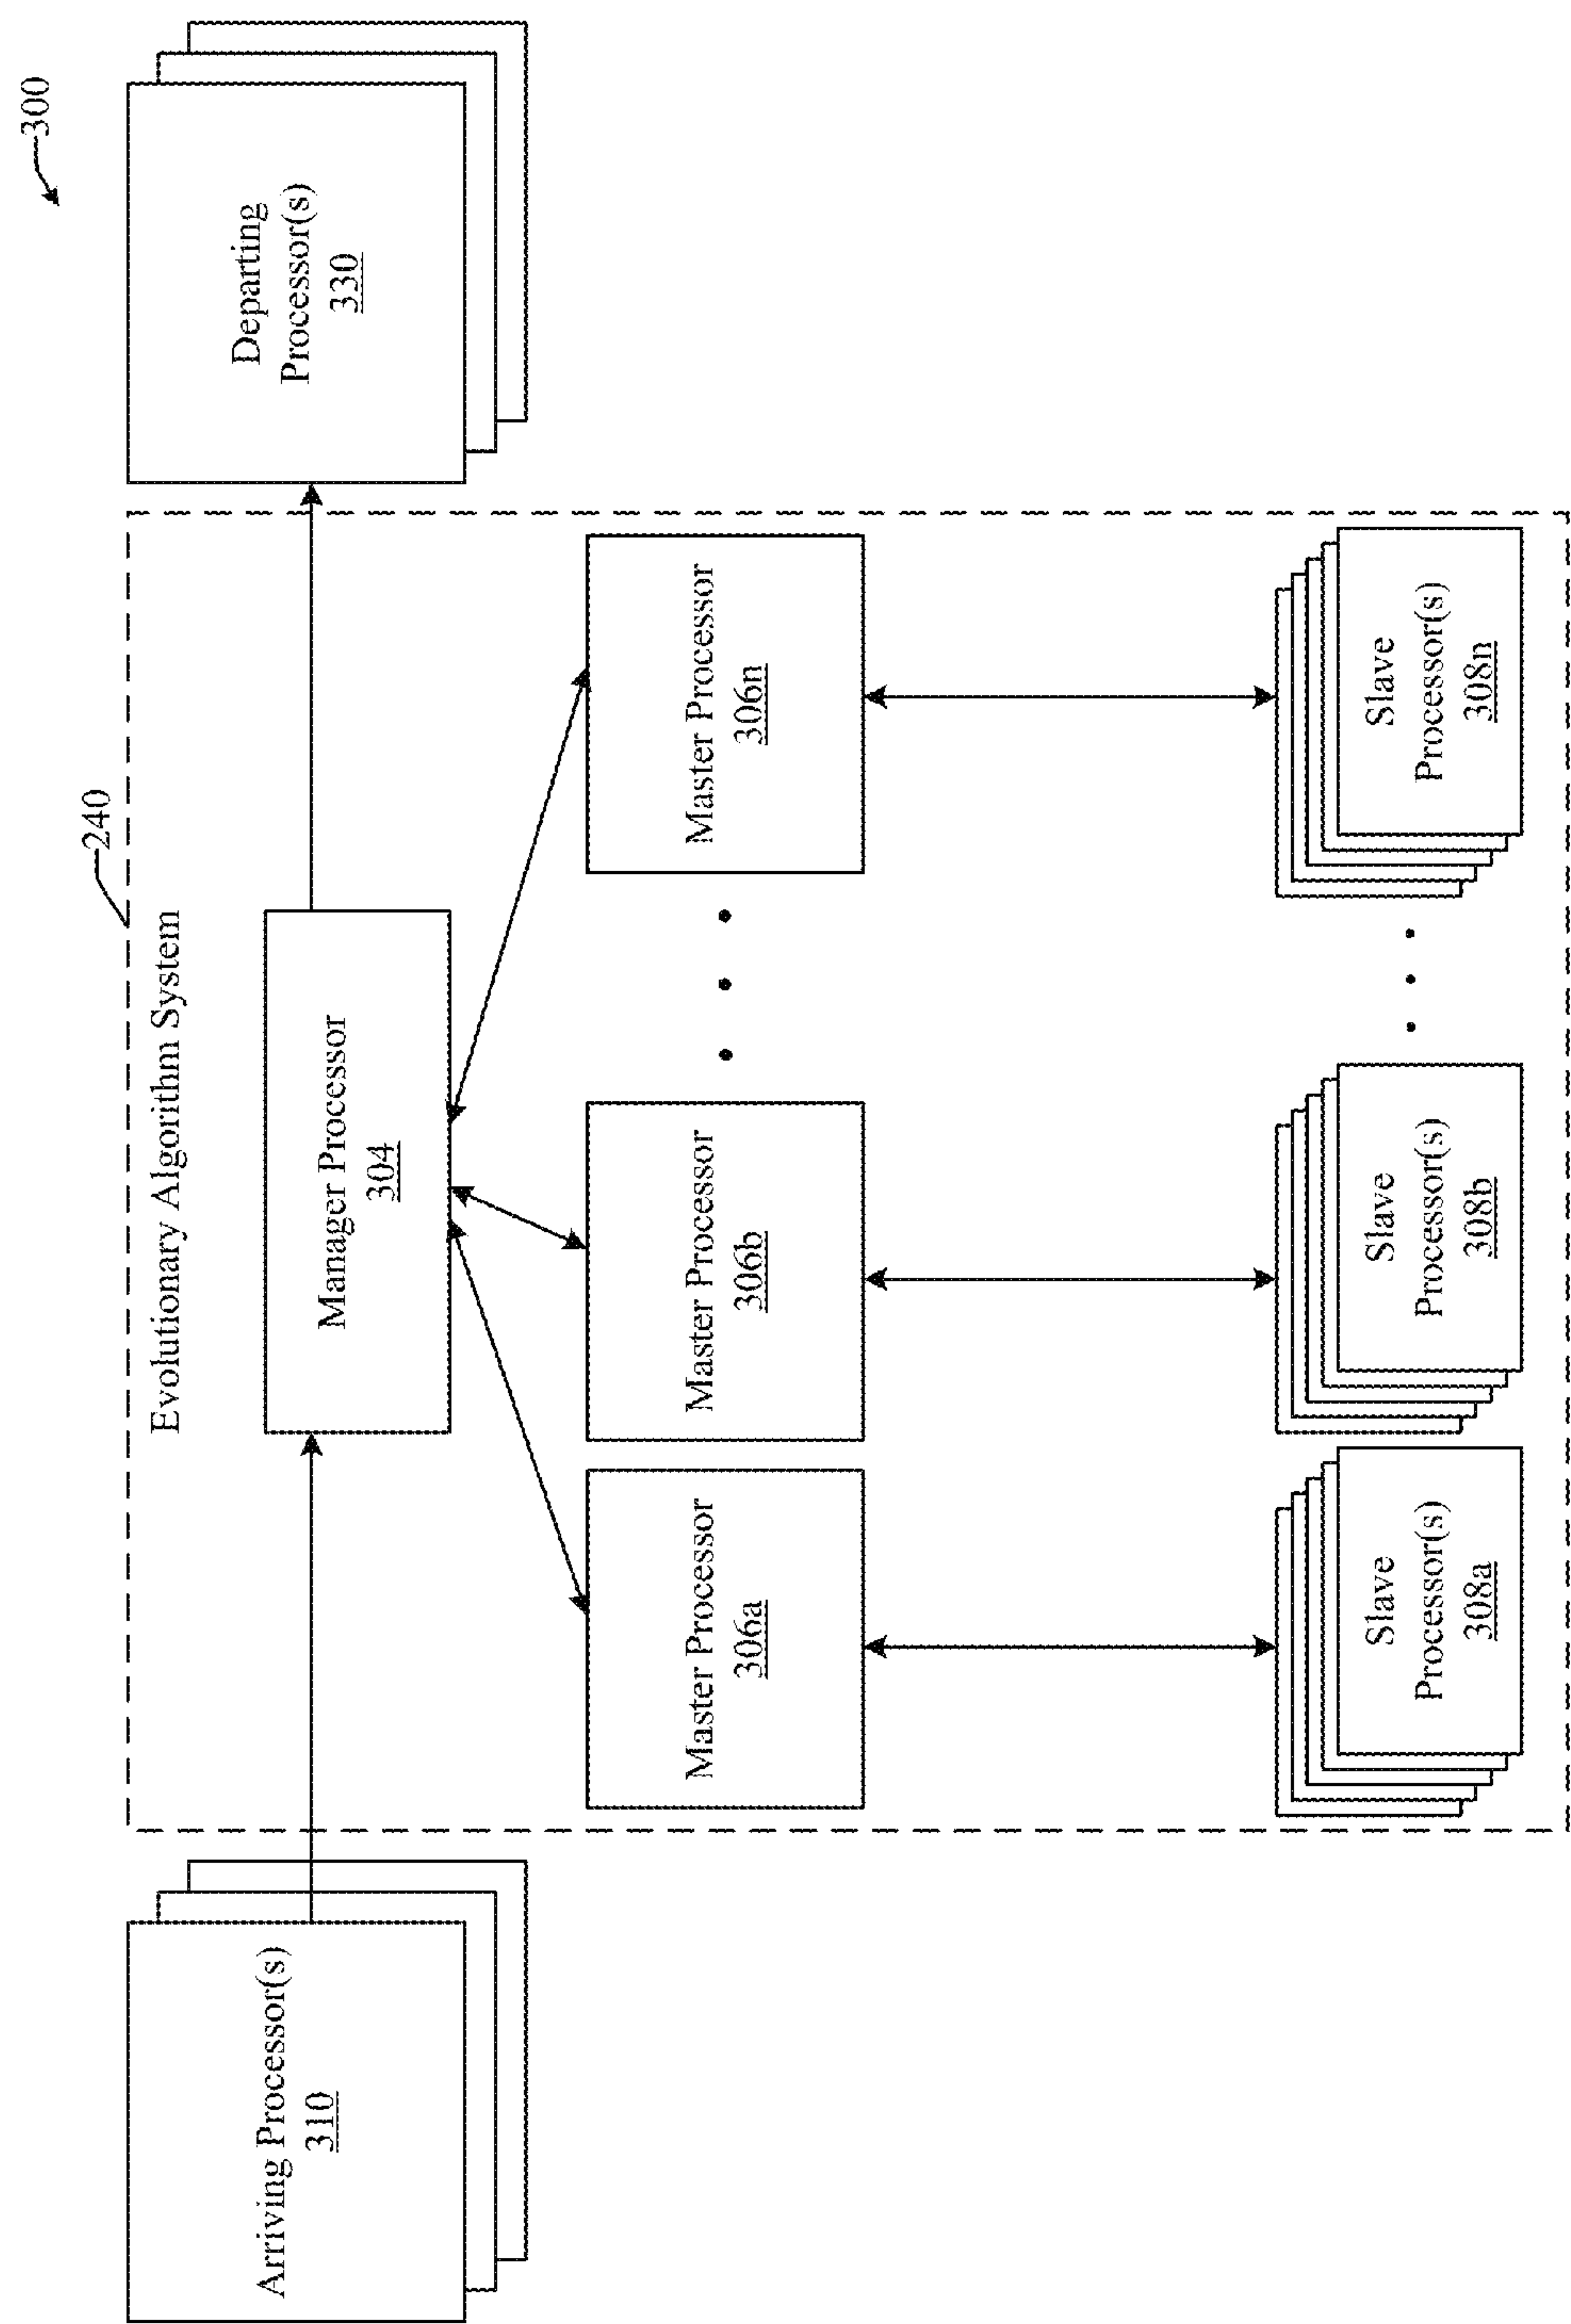 300
240
Evolutionary Algorithm System
Arriving Processor(s)
310
Manager Processor
304
Departing
Processor(s)
330
Master Processor
306a
Master Processor
306b
Master Processor
306n
Slave
Processor(s)
308a
Slave
Processor(s)
308b
Slave
Processor(s)
308n